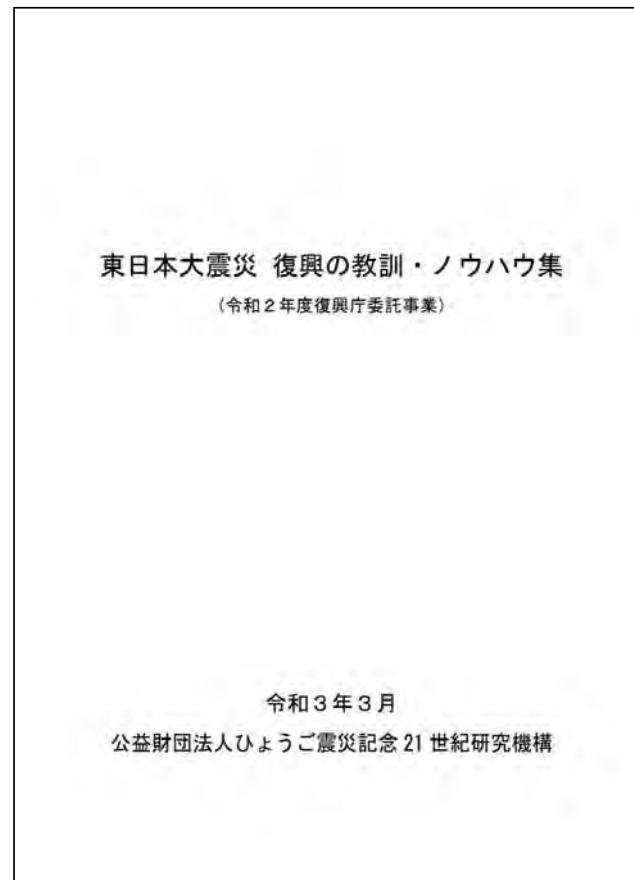 東日本大震災 復興の教訓・ノウハウ集
（令和２年度復興庁委託事業）
令和３年３月
公益財団法人ひょうご震災記念 21 世紀研究機構